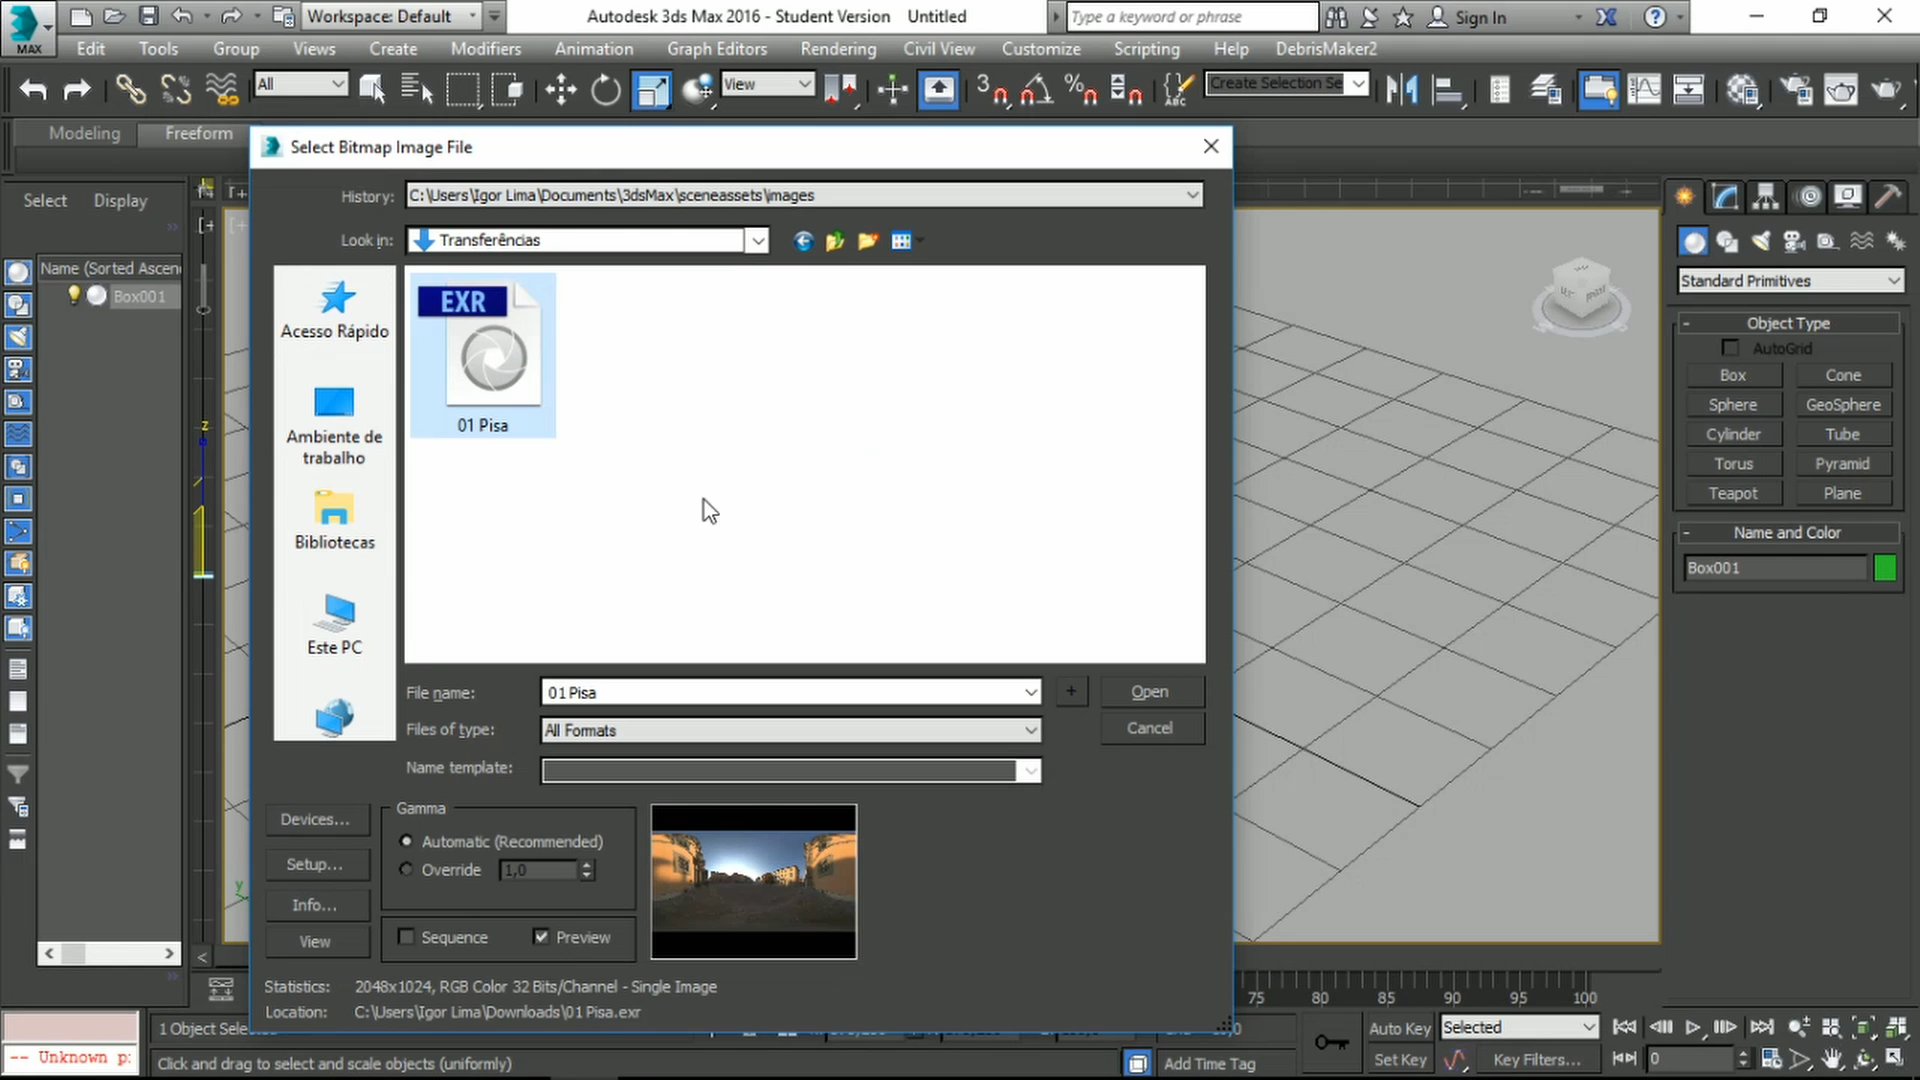 Workspace: Default
Autodesk 3ds Max 2016 - Student Version Untitled
Type a keyword or phrase
Sign In
MAX
Edit Tools Group Views Create Modifiers Animation Graph Editors Rendering Civil View Customize Scripting Help DebrisMaker2
All
View
3
%
ABC
Create Selection Se
Modeling Freeform
Select Bitmap Image File
Select Display
History: C:\Users\Igor Lima\Documents\3dsMax\sceneassets\images
Look in: Transferências
Name (Sorted Ascen
Box001
Acesso Rápido
Ambiente de
trabalho
Bibliotecas
Este PC
EXR
01 Pisa
File name: 01 Pisa
Open
Files of type: All Formats
Cancel
Name template:
Devices...
Setup...
Info...
View
Gamma
Automatic (Recommended)
Override 1,0
Sequence Preview
Statistics: 2048x1024, RGB Color 32 Bits/Channel - Single Image
Location: C:\Users\Igor Lima\Downloads\01 Pisa.exr
z
y
Standard Primitives
- Object Type
AutoGrid
Box Cone
Sphere GeoSphere
Cylinder Tube
Torus Pyramid
Teapot Plane
- Name and Color
Box001
75 80 85 90 95 100
1 Object Sele
Auto Key Selected
-- Unknown p:
Click and drag to select and scale objects (uniformly)
Add Time Tag
Set Key Key Filters... 0